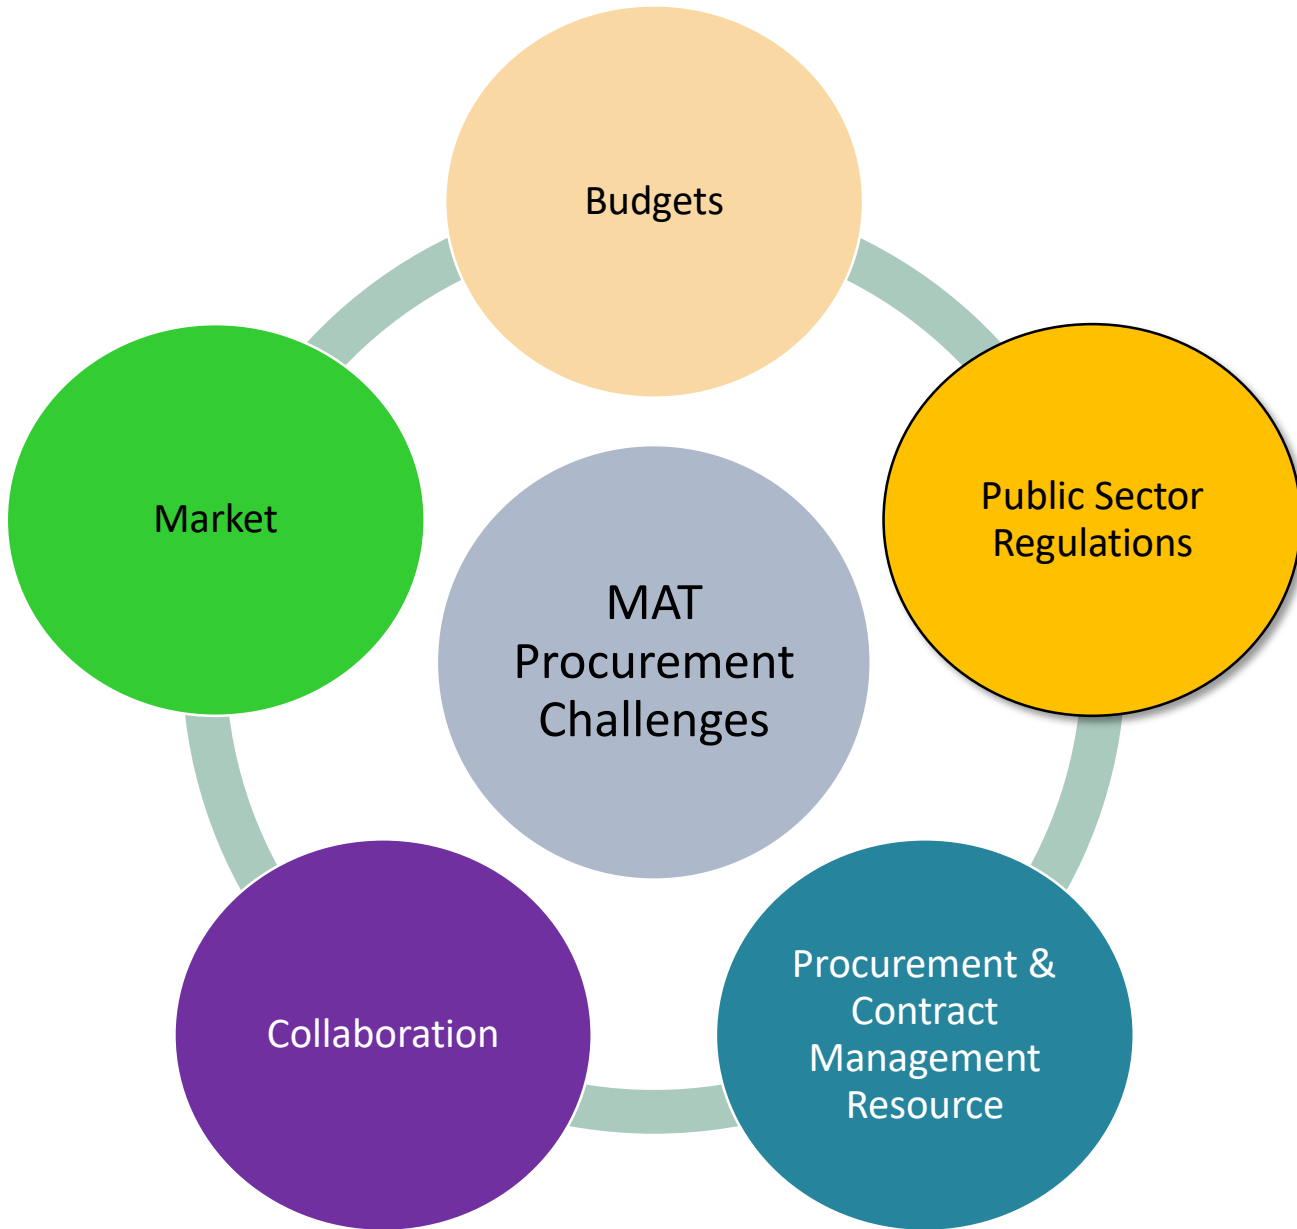 Budgets
Public Sector
Regulations
Market
MAT
Procurement
Challenges
Procurement &
Contract
Management
Resource
Collaboration